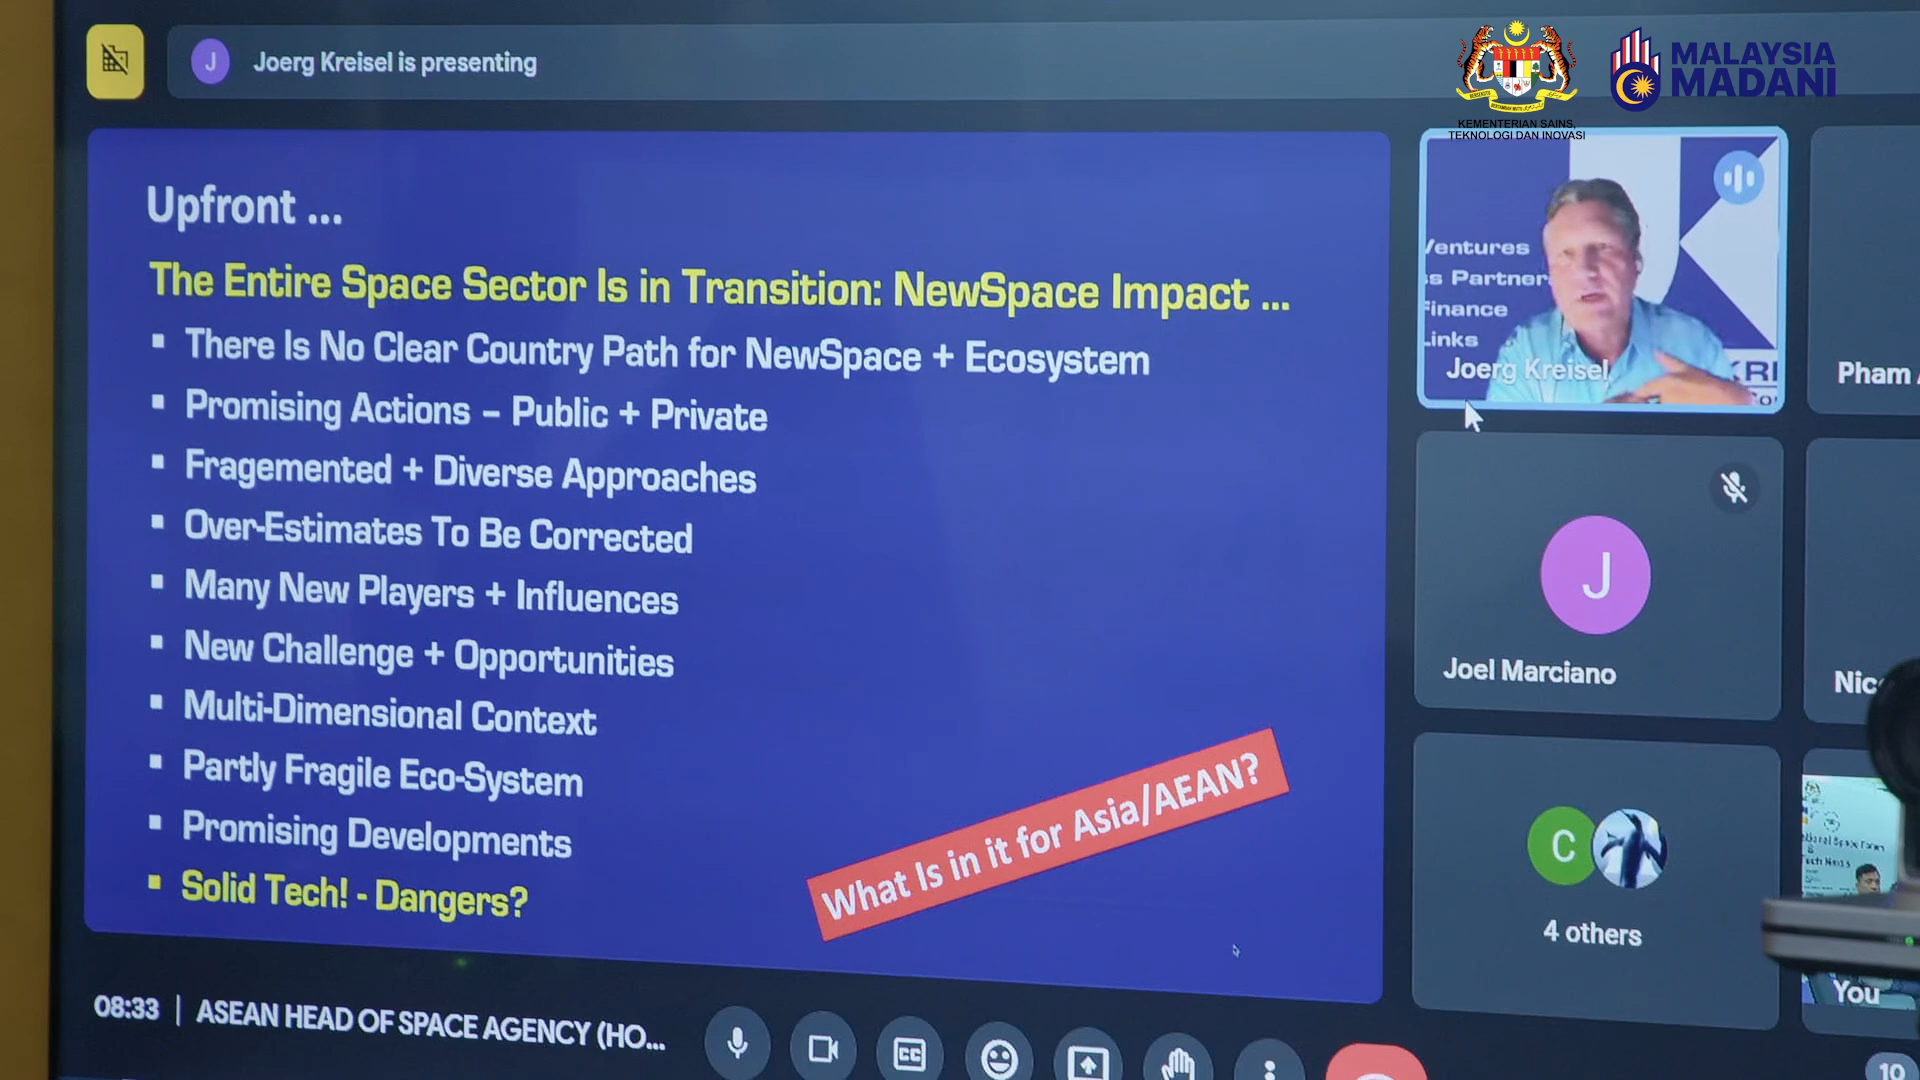 J
Joerg Kreisel is presenting
KEMENTERIAN SAINS,
TEKNOLOGI DAN INOVASI
MALAYSIA
MADANI
Upfront ...
The Entire Space Sector Is in Transition: NewSpace Impact ...
▪ There Is No Clear Country Path for NewSpace + Ecosystem
▪ Promising Actions – Public + Private
▪ Fragemented + Diverse Approaches
▪ Over-Estimates To Be Corrected
▪ Many New Players + Influences
▪ New Challenge + Opportunities
▪ Multi-Dimensional Context
▪ Partly Fragile Eco-System
▪ Promising Developments
▪ Solid Tech! - Dangers?
What Is in it for Asia/AEAN?
Ventures
s Partner
Finance
Links
KRI
Joerg Kreisel
Pham
J
Joel Marciano
Nic
C
4 others
You
08:33 | ASEAN HEAD OF SPACE AGENCY (HO...
CC
10